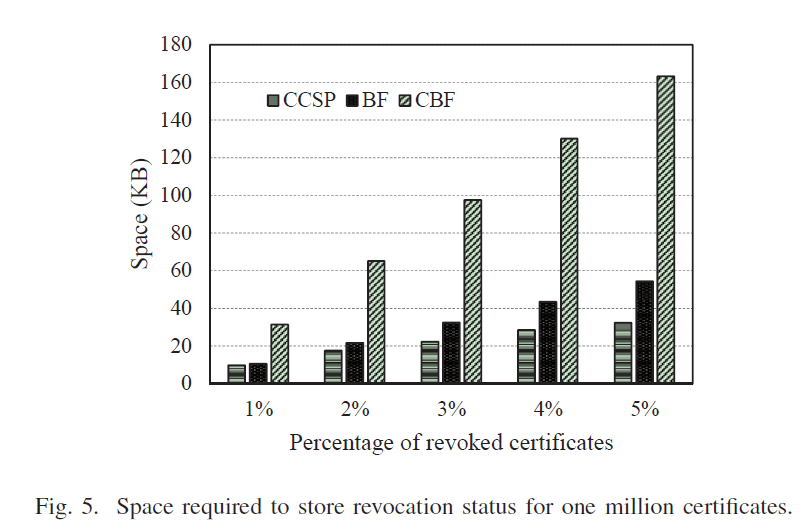 180
160
140
120
100
80
60
40
20
0
Space (KB)
CCSP BF CBF
1% 2% 3% 4% 5%
Percentage of revoked certificates
Fig. 5. Space required to store revocation status for one million certificates.